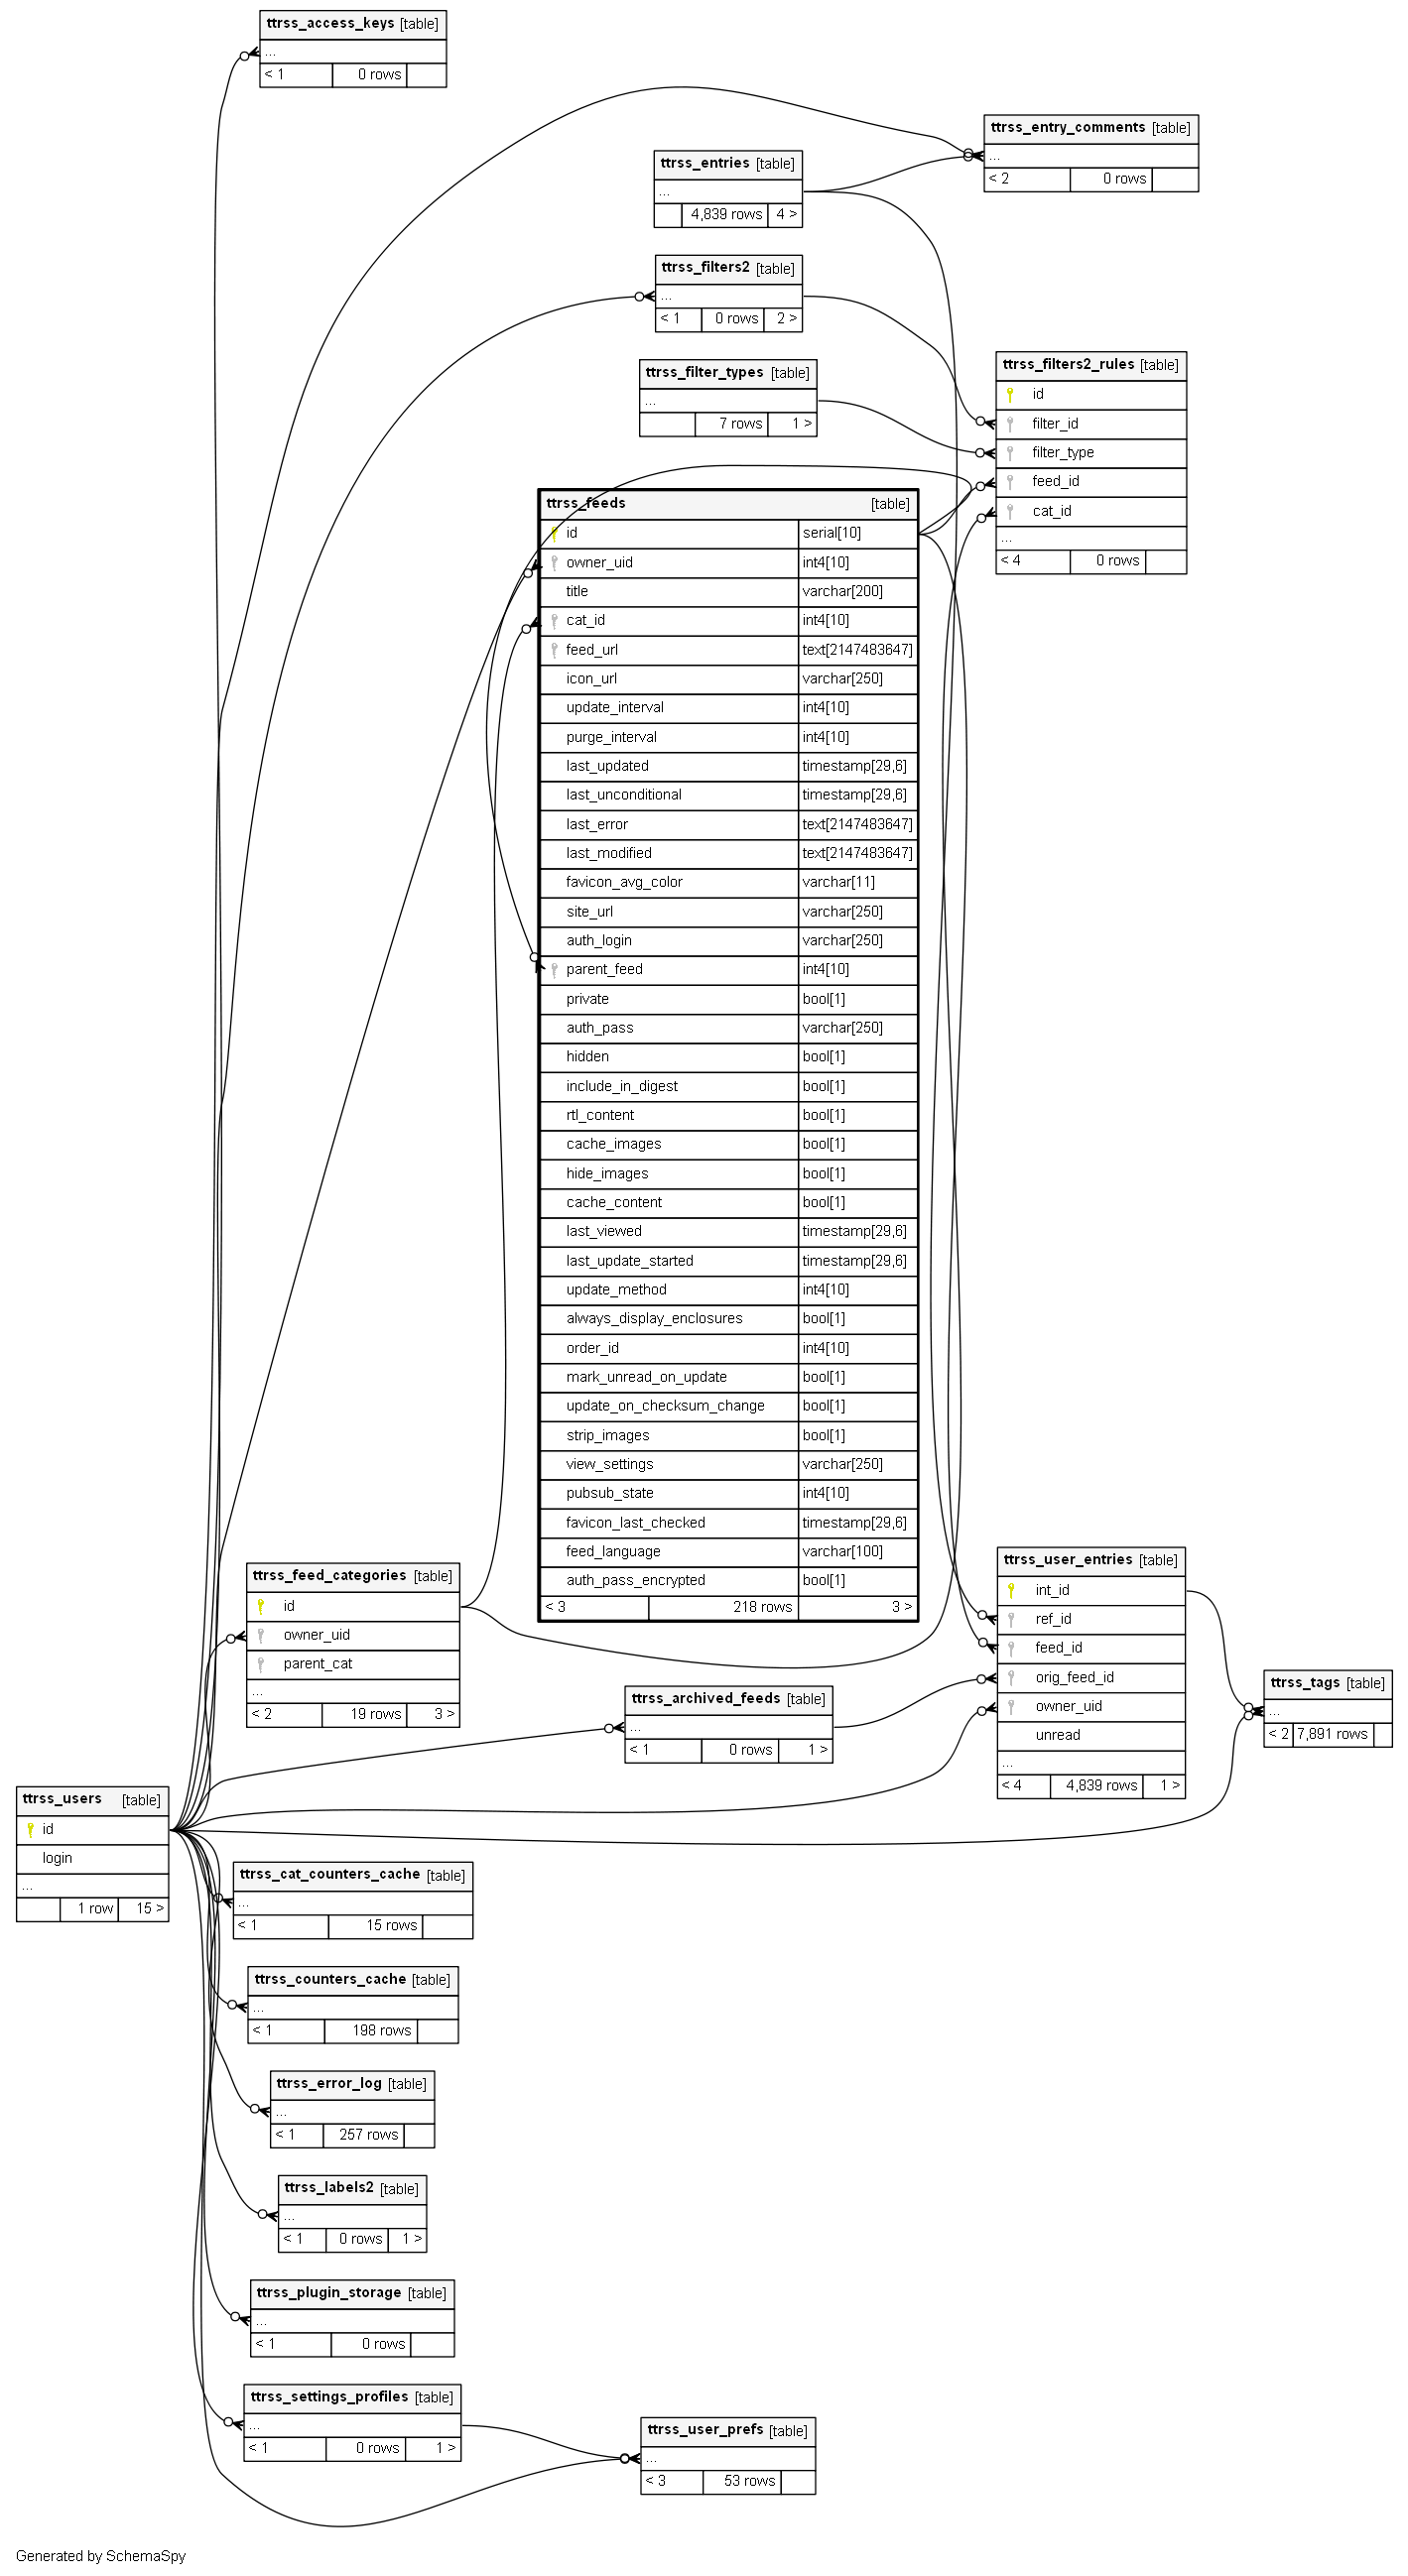 ttrss_access_keys [table]
...
< 1 0 rows
ttrss_entry_comments [table]
...
< 2 0 rows
ttrss_entries [table]
...
4,839 rows 4 >
ttrss_filters2 [table]
...
< 1 0 rows 2 >
ttrss_filter_types [table]
...
7 rows 1 >
ttrss_filters2_rules [table]
id
filter_id
filter_type
feed_id
cat_id
...
< 4 0 rows
ttrss_feeds [table]
id serial[10]
owner_uid int4[10]
title varchar[200]
cat_id int4[10]
feed_url text[2147483647]
icon_url varchar[250]
update_interval int4[10]
purge_interval int4[10]
last_updated timestamp[29,6]
last_unconditional timestamp[29,6]
last_error text[2147483647]
last_modified text[2147483647]
favicon_avg_color varchar[11]
site_url varchar[250]
auth_login varchar[250]
parent_feed int4[10]
private bool[1]
auth_pass varchar[250]
hidden bool[1]
include_in_digest bool[1]
rtl_content bool[1]
cache_images bool[1]
hide_images bool[1]
cache_content bool[1]
last_viewed timestamp[29,6]
last_update_started timestamp[29,6]
update_method int4[10]
always_display_enclosures bool[1]
order_id int4[10]
mark_unread_on_update bool[1]
update_on_checksum_change bool[1]
strip_images bool[1]
view_settings varchar[250]
pubsub_state int4[10]
favicon_last_checked timestamp[29,6]
feed_language varchar[100]
auth_pass_encrypted bool[1]
< 3 218 rows 3 >
ttrss_feed_categories [table]
id
owner_uid
parent_cat
...
< 2 19 rows 3 >
ttrss_user_entries [table]
int_id
ref_id
feed_id
orig_feed_id
owner_uid
unread
...
< 4 4,839 rows 1 >
ttrss_tags [table]
...
< 2 7,891 rows
ttrss_archived_feeds [table]
...
< 1 0 rows 1 >
ttrss_users [table]
id
login
...
1 row 15 >
ttrss_cat_counters_cache [table]
...
< 1 15 rows
ttrss_counters_cache [table]
...
< 1 198 rows
ttrss_error_log [table]
...
< 1 257 rows
ttrss_labels2 [table]
...
< 1 0 rows 1 >
ttrss_plugin_storage [table]
...
< 1 0 rows
ttrss_settings_profiles [table]
...
< 1 0 rows 1 >
ttrss_user_prefs [table]
...
< 3 53 rows
Generated by SchemaSpy